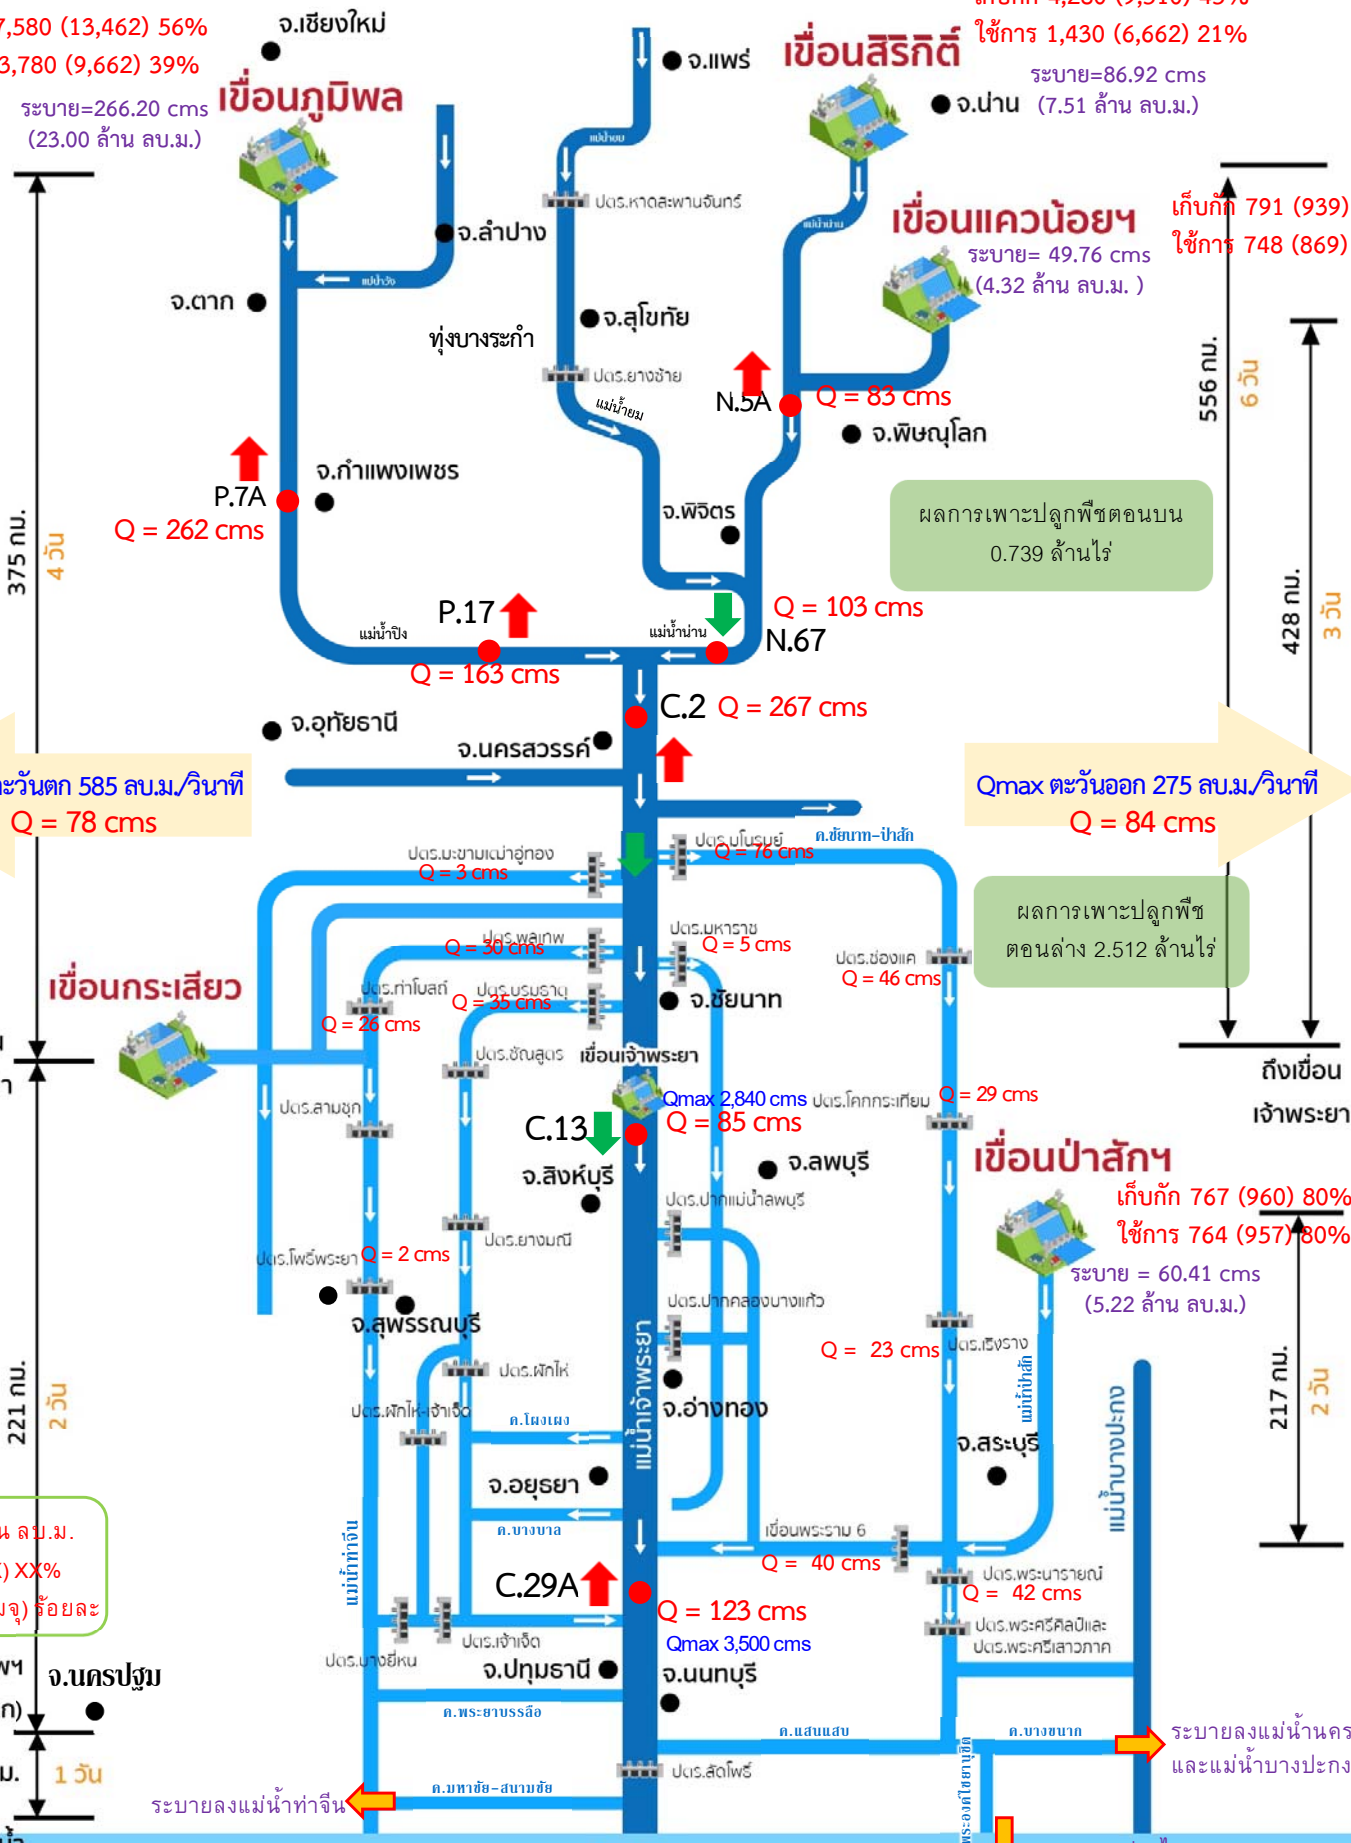 7,580 (13,462) 56%
3,780 (9,662) 39%
ระบาย=266.20 cms
(23.00 ล้าน ลบ.ม.)
จ.เชียงใหม่
เขื่อนภูมิพล
จ.แพร่
เขื่อนสิริกิติ์
ใช้การ 1,430 (6,662) 21%
ระบาย=86.92 cms
(7.51 ล้าน ลบ.ม.)
จ.น่าน
แม่น้ำยม
ปตร.หาดสะพานจันทร์
แม่น้ำน่าน
เขื่อนแควน้อยฯ
เก็บกัก 791 (939)
ใช้การ 748 (869)
ระบาย= 49.76 cms
(4.32 ล้าน ลบ.ม. )
จ.ลำปาง
แม่น้ำวัง
จ.ตาก
จ.สุโขทัย
ทุ่งบางระกำ
ปตร.ยางซ้าย
แม่น้ำยม
N.5A
Q = 83 cms
จ.พิษณุโลก
556 กม.
6 วัน
จ.กำแพงเพชร
P.7A
Q = 262 cms
375 กม.
4 วัน
จ.พิจิตร
ผลการเพาะปลูกพืชตอนบน
0.739 ล้านไร่
428 กม.
3 วัน
P.17
แม่น้ำปิง
Q = 163 cms
แม่น้ำน่าน
Q = 103 cms
N.67
C.2 Q = 267 cms
จ.อุทัยธานี
จ.นครสวรรค์
ตะวันตก 585 ลบ.ม./วินาที
Q = 78 cms
Qmax ตะวันออก 275 ลบ.ม./วินาที
Q = 84 cms
ปตร.มโนรมย์
Q = 76 cms
ค.ชัยนาท-ป่าสัก
ปตร.มะขามเฒ่าอู่ทอง
Q = 3 cms
ผลการเพาะปลูกพืช
ตอนล่าง 2.512 ล้านไร่
ปตร.พลเทพ
Q = 30 cms
ปตร.มหาราช
Q = 5 cms
ปตร.ช่องแค
Q = 46 cms
เขื่อนกระเสียว
ปตร.ท่าโบสถ์
Q = 26 cms
ปตร.บรมธาตุ
Q = 35 cms
จ.ชัยนาท
ปตร.ชัณสูตร
เขื่อนเจ้าพระยา
Qmax 2,840 cms
Q = 85 cms
C.13
ปตร.โคกกระเทียม
Q = 29 cms
ถึงเขื่อน
เจ้าพระยา
ปตร.สามชุก
จ.สิงห์บุรี
จ.ลพบุรี
เขื่อนป่าสักฯ
เก็บกัก 767 (960) 80%
ใช้การ 764 (957) 80%
ระบาย = 60.41 cms
(5.22 ล้าน ลบ.ม.)
ปตร.ปากแม่น้ำลพบุรี
ปตร.ยางมณี
ปตร.โพธิ์พระยา
Q = 2 cms
จ.สุพรรณบุรี
ปตร.ปากคลองบางแก้ว
Q = 23 cms
ปตร.เริงราง
แม่น้ำป่าสัก
แม่น้ำเจ้าพระยา
221 กม.
2 วัน
217 กม.
2 วัน
ปตร.ผักไห่
ปตร.ผักไห่-เจ้าเจ็ด
ค.โผงเผง
จ.อ่างทอง
จ.สระบุรี
แม่น้ำบางปะกง
จ.อยุธยา
ค.บางบาล
เขื่อนพระราม 6
Q = 40 cms
ปตร.พระนารายณ์
Q = 42 cms
น ลบ.ม.
) XX%
มจุ) ร้อยละ
แม่น้ำท่าจีน
C.29A
Q = 123 cms
Qmax 3,500 cms
ปตร.พระศรีศิลป์และ
ปตร.พระศรีเสาวภาค
ปตร.เจ้าเจ็ด
ปตร.บางยี่หน
จ.ปทุมธานี
จ.นนทบุรี
จ.นครปฐม
ค.พระยาบรรลือ
ค.แสนแสบ
ค.บางขนาก
ระบายลงแม่น้ำนคร
และแม่น้ำบางปะกง
ปตร.ลัดโพธิ์
1 วัน
ค.มหาชัย-สนามชัย
ระบายลงแม่น้ำท่าจีน